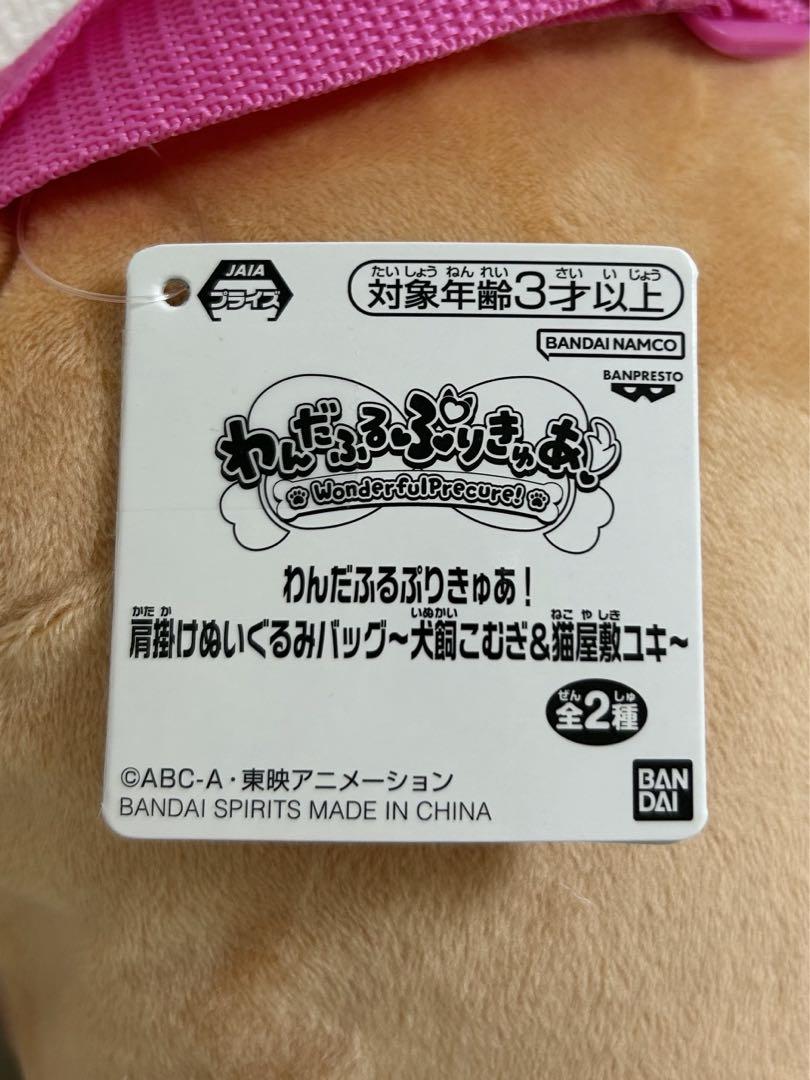 JAIA
プライズ
たいしょうねんれい さいいじょう
対象年齢3才以上
BANDAI NAMCO
BANPRESTO
わんだふるぷりきゅあ!
WonderfulPrecure!
わんだふるぷりきゅあ!
かたが いぬかい ねこやしき
肩掛けぬいぐるみバッグ〜犬飼こむぎ&猫屋敷ユキ〜
ぜん しゅ
全2種
©ABC-A・東映アニメーション
BANDAI SPIRITS MADE IN CHINA
BAN
DAI